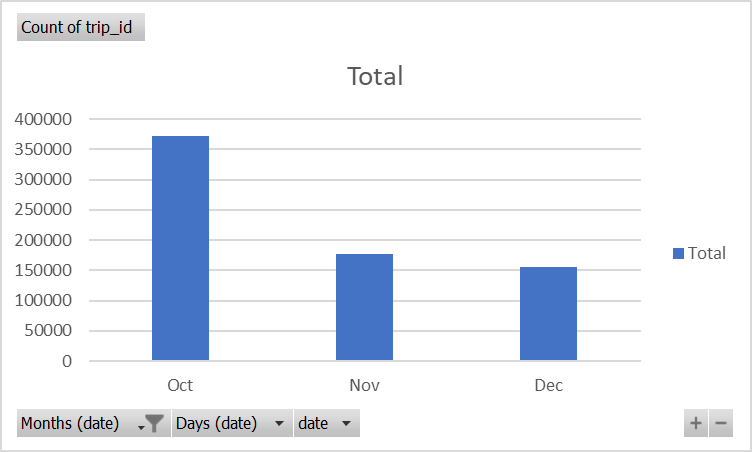 Count of trip_id
Total
400000
350000
300000
250000
200000
150000
100000
50000
0
Oct Nov Dec
Total
Months (date) Days (date) date